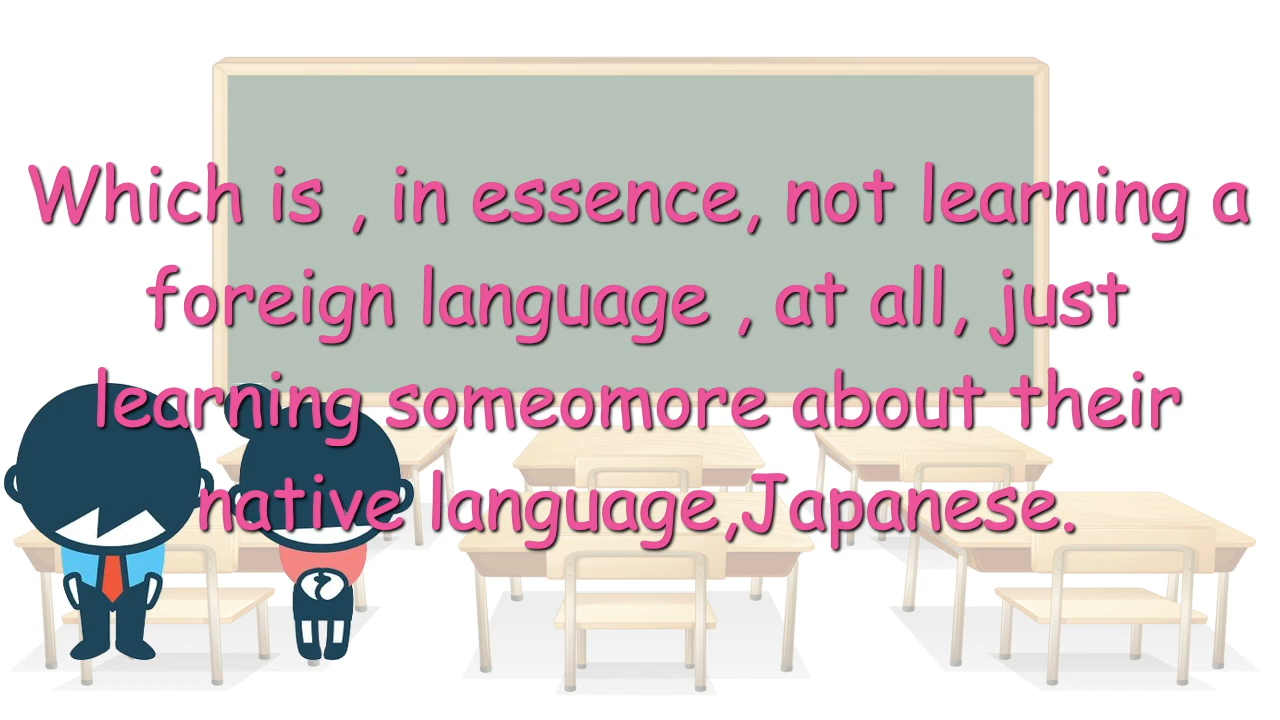 Which is , in essence, not learning a
foreign language , at all, just
learning someomore about their
native language,Japanese.